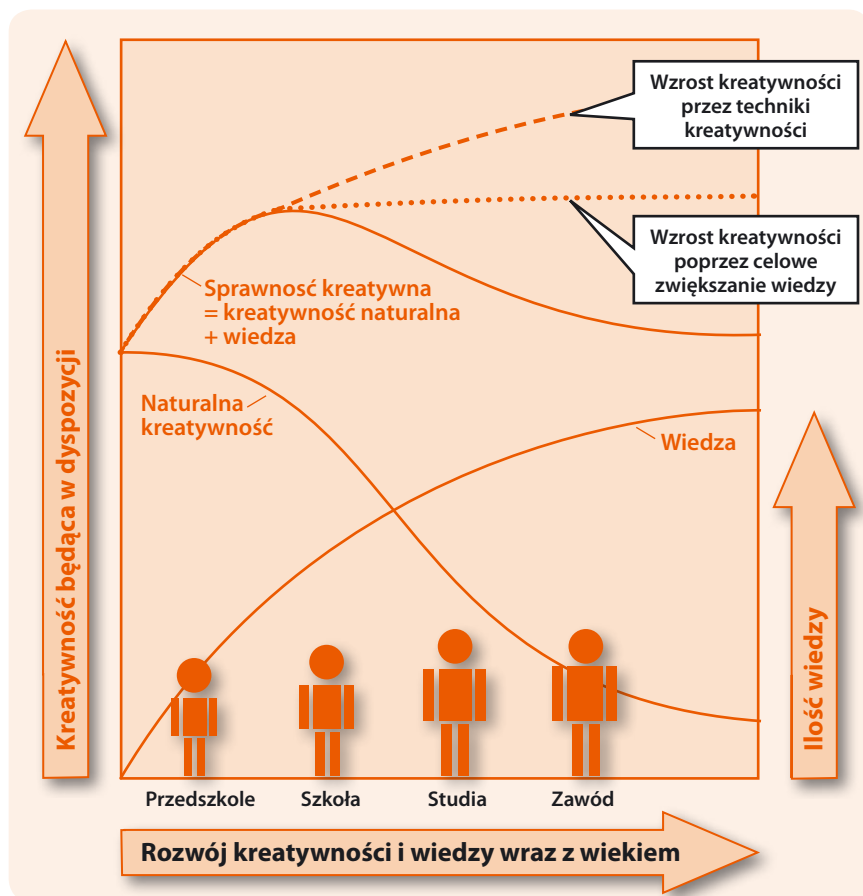 Wzrost kreatywności
przez techniki
kreatywności
Wzrost kreatywności
poprzez celowe
zwiększanie wiedzy
Sprawnosć kreatywna
= kreatywność naturalna
+ wiedza
Naturalna
kreatywność
Wiedza
Kreatywność będąca w dyspozycji
Ilość wiedzy
Przedszkole
Szkoła
Studia
Zawód
Rozwój kreatywności i wiedzy wraz z wiekiem